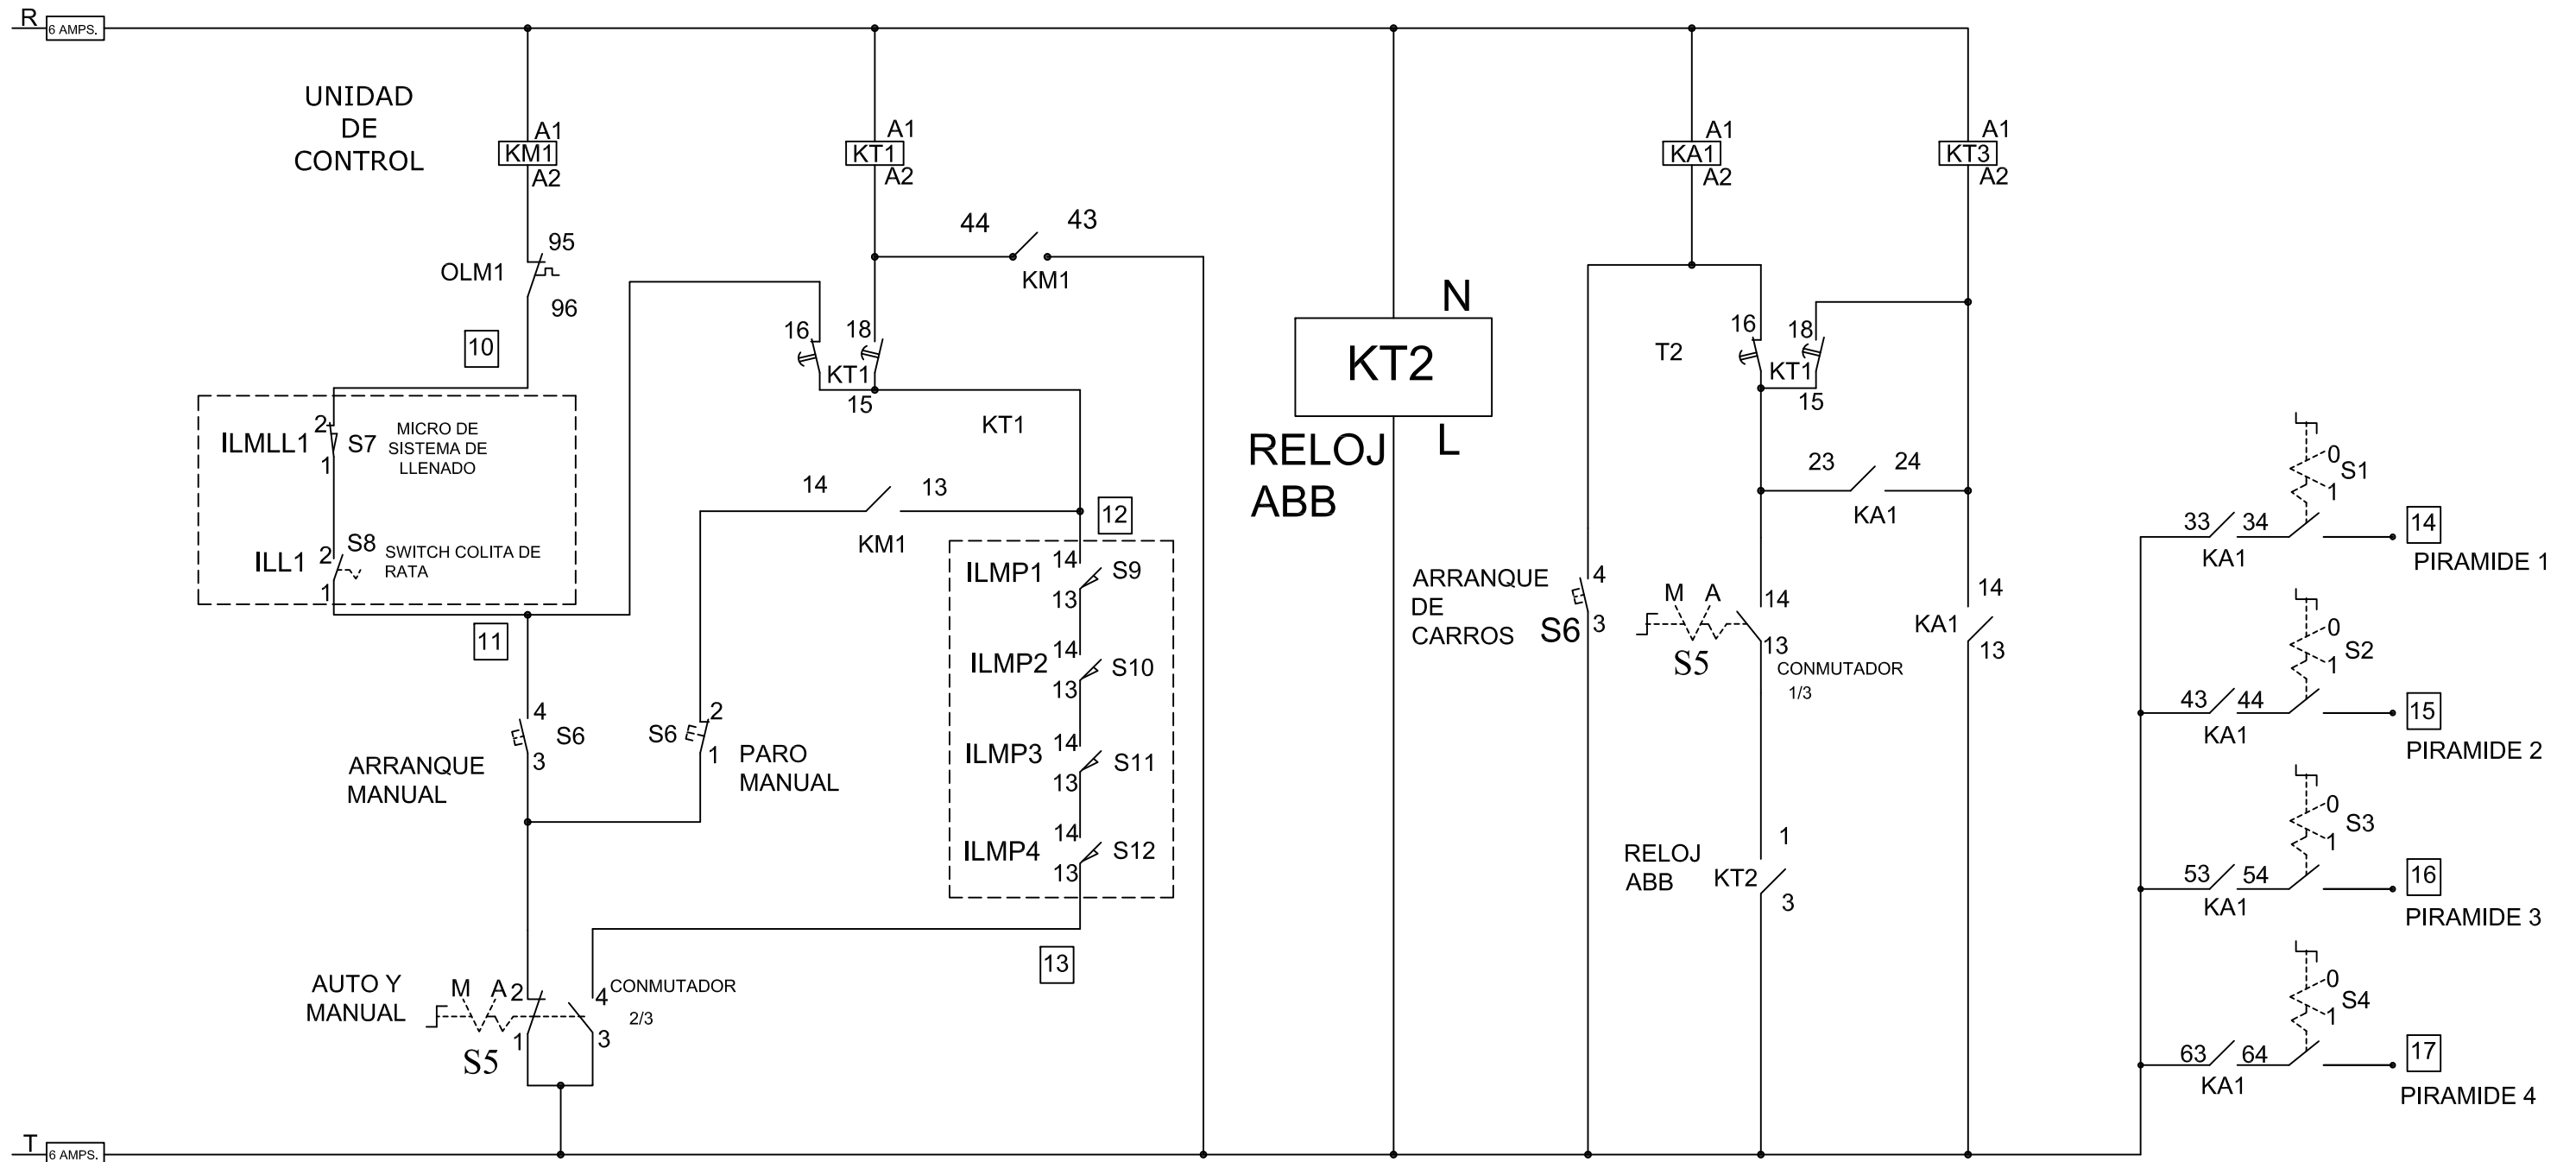 R
6 AMPS.
UNIDAD
DE
CONTROL
A1
KM1
A2
OLM1
95
96
10
ILMLL1
2
S7
1
MICRO DE
SISTEMA DE
LLENADO
ILL1
2
S8
1
SWITCH COLITA DE
RATA
11
4
S6
3
ARRANQUE
MANUAL
S6
2
1
PARO
MANUAL
AUTO Y
MANUAL
M
A
2
1
S5
4
3
CONMUTADOR
2/3
A1
KT1
A2
44
43
KM1
16
18
KT1
15
KT1
14
13
KM1
12
ILMP1
14
S9
13
ILMP2
14
S10
13
ILMP3
14
S11
13
ILMP4
14
S12
13
13
N
KT2
L
RELOJ
ABB
A1
KA1
A2
T2
16
18
KT1
15
23
24
KA1
ARRANQUE
DE
CARROS
S6
4
3
M
A
S5
14
13
CONMUTADOR
1/3
RELOJ
ABB
KT2
1
3
A1
KT3
A2
KA1
14
13
33
34
KA1
0
1
S1
14
PIRAMIDE 1
43
44
KA1
0
1
S2
15
PIRAMIDE 2
53
54
KA1
0
1
S3
16
PIRAMIDE 3
63
64
KA1
0
1
S4
17
PIRAMIDE 4
T
6 AMPS.